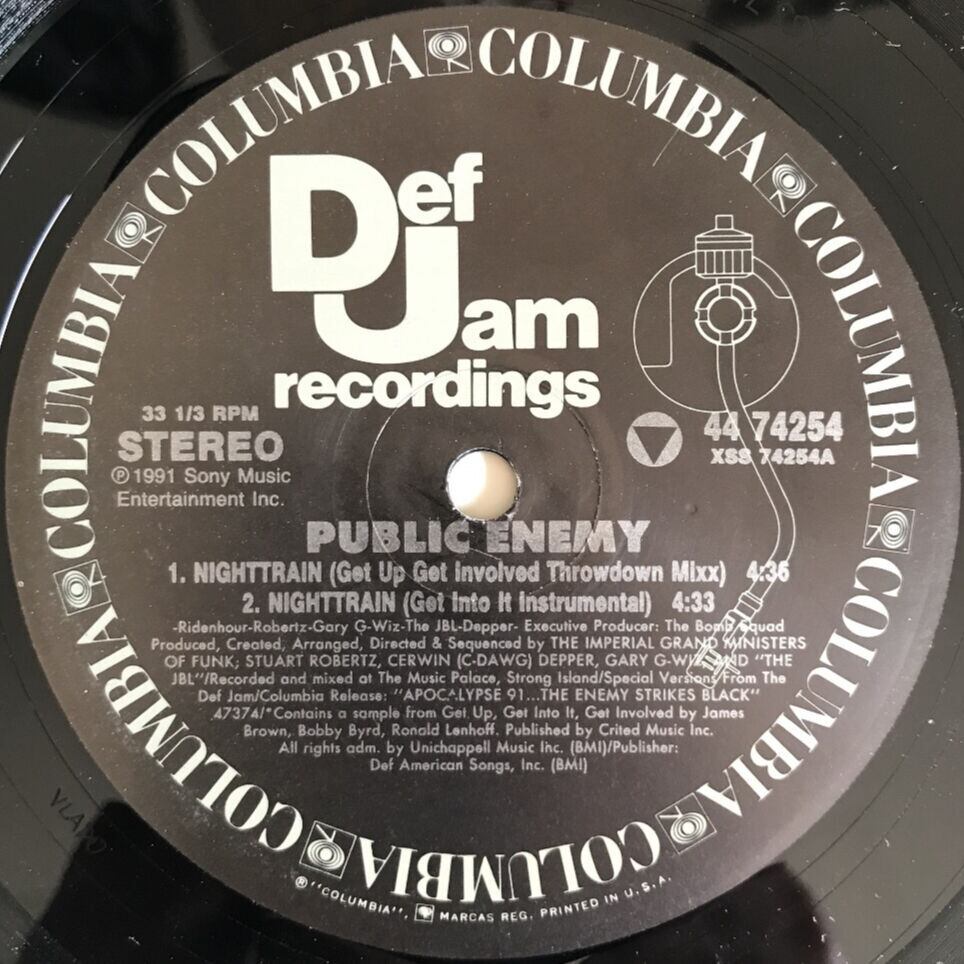 COLUMBIA COLUMBIA COLUMBIA COLUMBIA COLUMBIA COLUMBIA COLUMBIA COLUMBIA COLUMBIA COLUMBIA
Def
Jam
recordings
33 1/3 RPM
STEREO
℗ 1991 Sony Music
Entertainment Inc.
44 74254
XSS 74254A
PUBLIC ENEMY
1. NIGHTTRAIN (Get Up Get Involved Throwdown Mixx) 4:36
2. NIGHTTRAIN (Get Into It Instrumental) 4:33
-Ridenhour-Robertz-Gary G-Wiz-The JBL-Depper- Executive Producer: The Bomb Squad
Produced, Created, Arranged, Directed & Sequenced by THE IMPERIAL GRAND MINISTERS
OF FUNK; STUART ROBERTZ, CERWIN (C-DAWG) DEPPER, GARY G-WIZ AND "THE
JBL"/Recorded and mixed at The Music Palace, Strong Island/Special Versions From The
Def Jam/Columbia Release: "APOCALYPSE 91...THE ENEMY STRIKES BLACK"
47374/*Contains a sample from Get Up, Get Into It, Get Involved by James
Brown, Bobby Byrd, Ronald Lenhoff. Published by Crited Music Inc.
All rights adm. by Unichappell Music Inc. (BMI)/Publisher:
Def American Songs, Inc. (BMI)
® "COLUMBIA", MARCAS REG. PRINTED IN U.S.A.
VLADO